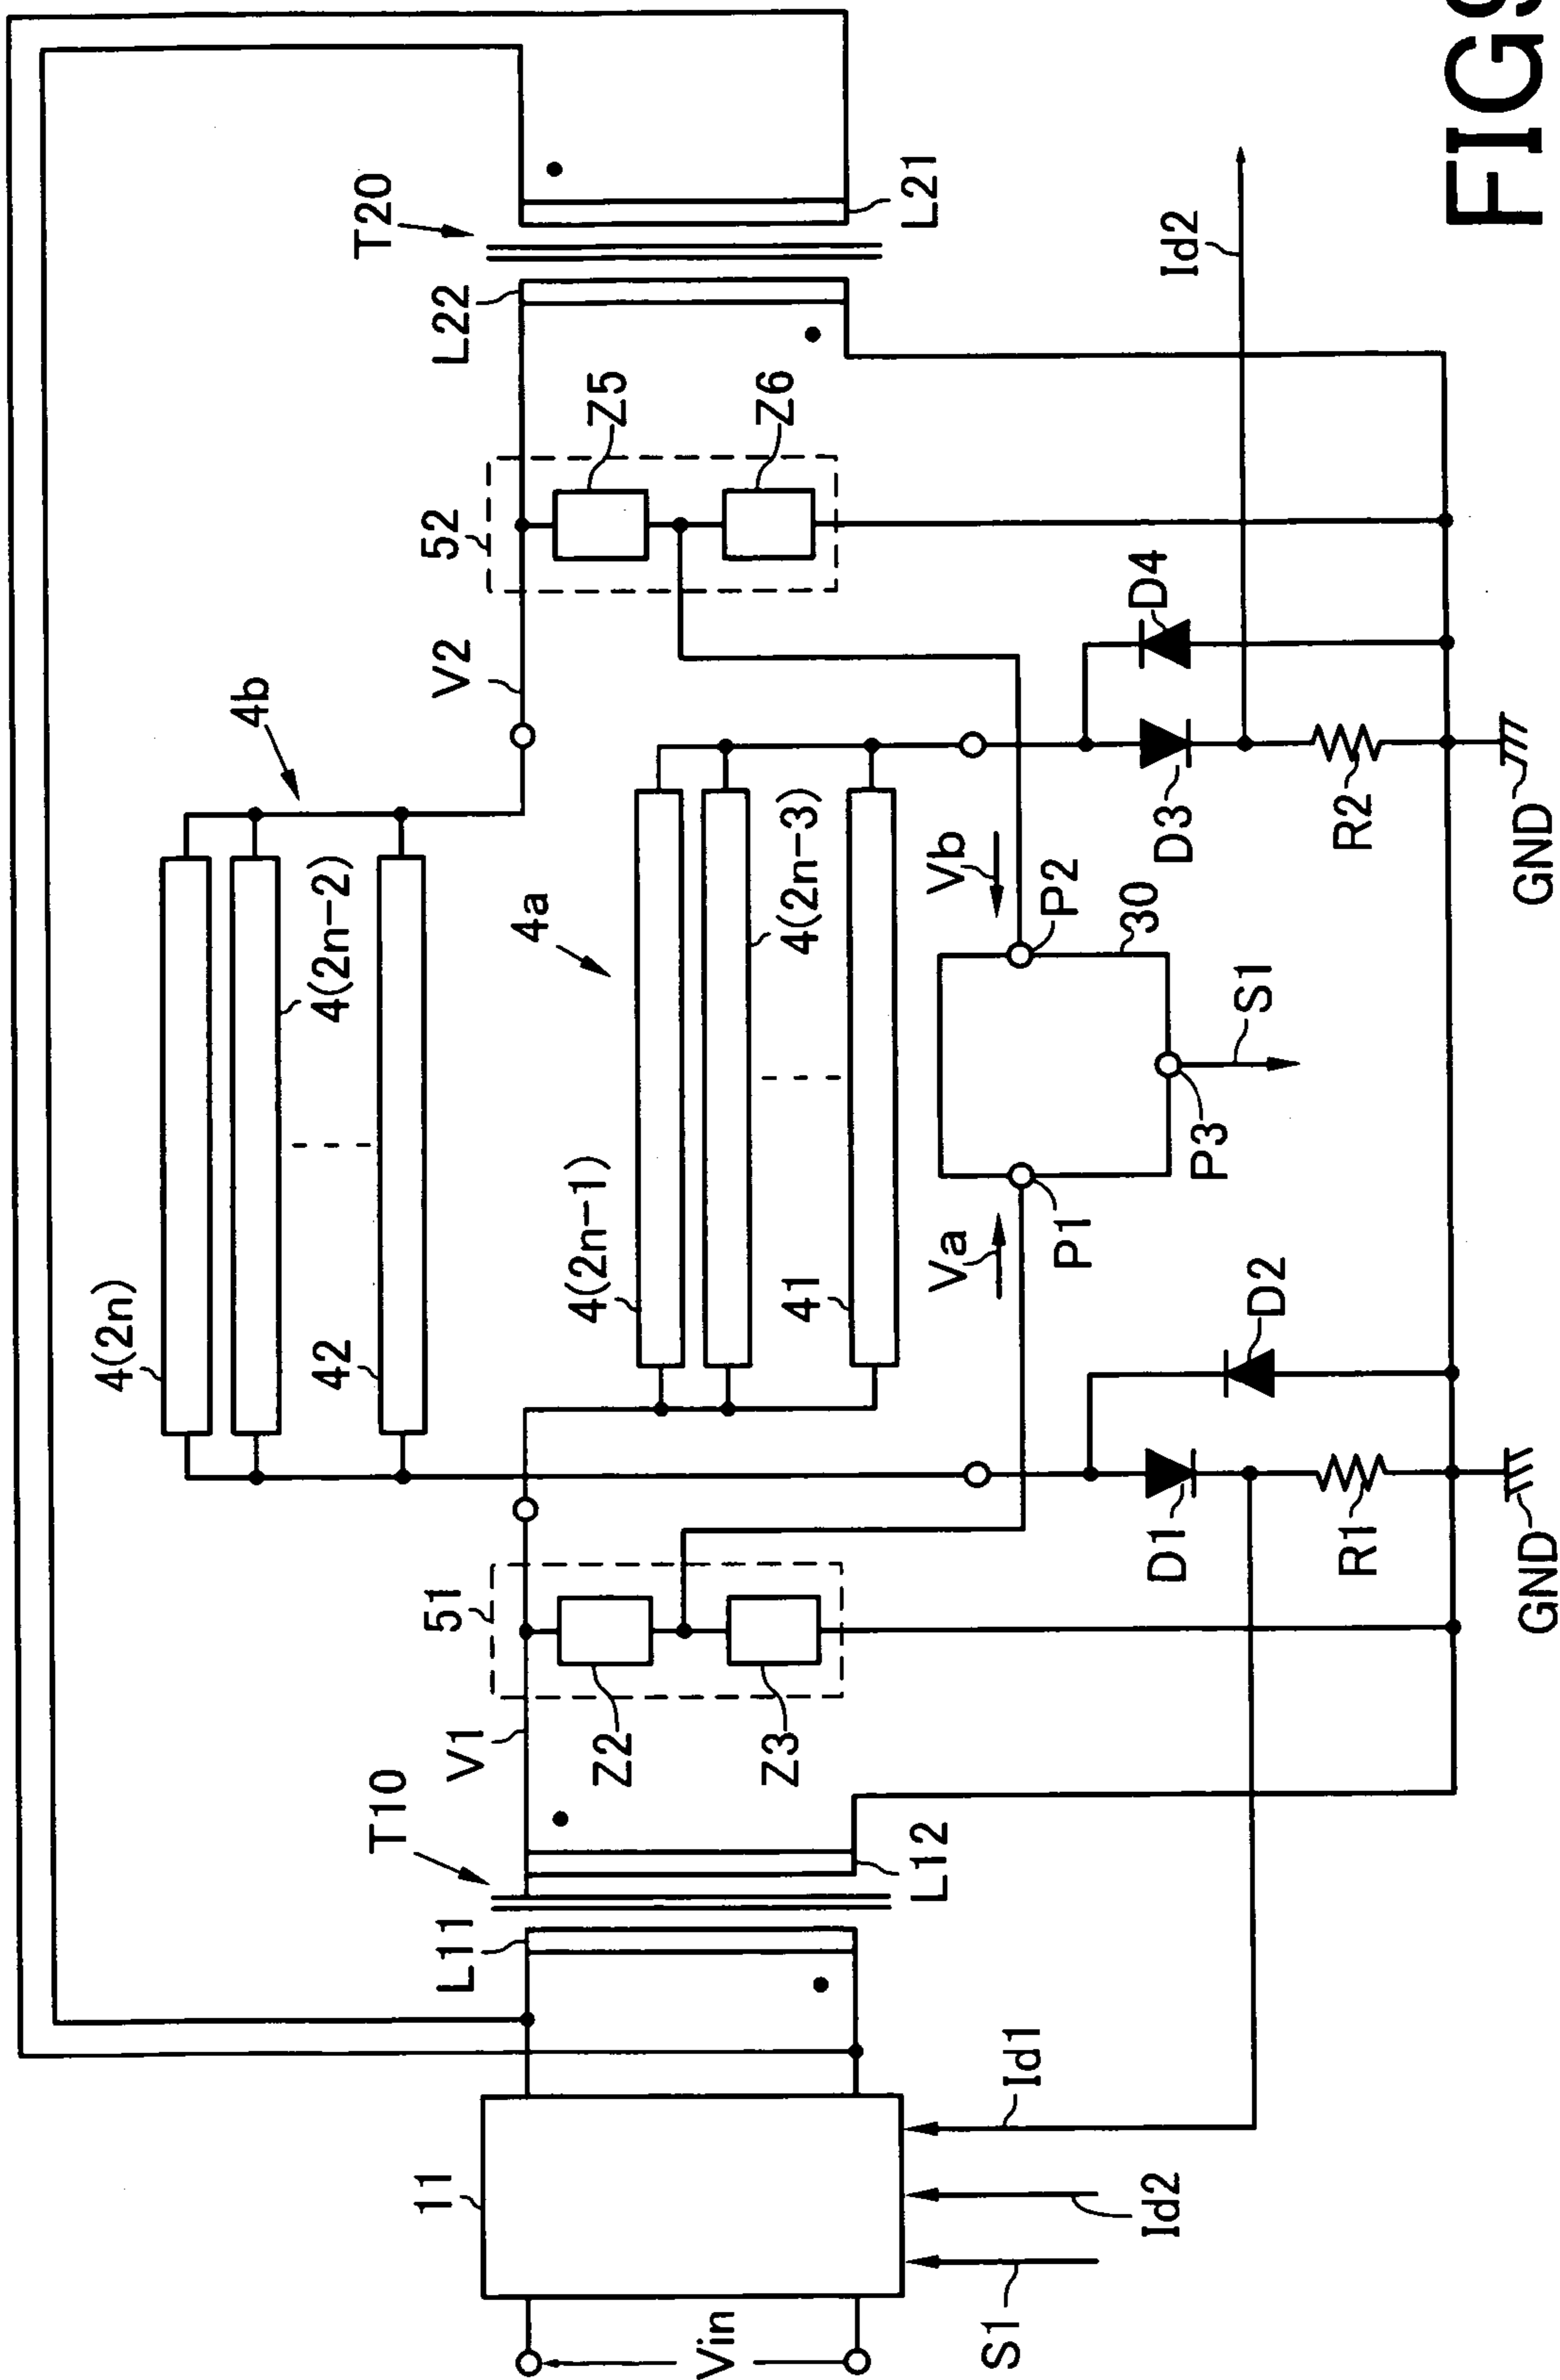 4b
4(2n)
4(2n-2)
42
T20
T10
51
V1
V2
52
L22
L11
11
4a
4(2n-1)
4(2n-3)
41
Z2
Z5
Z3
Z6
L12
L21
Va
Vb
P1
P2
30
P3
S1
Vin
S1
Id2
Id1
D1
D2
D3
D4
Id2
R1
R2
GND
GND